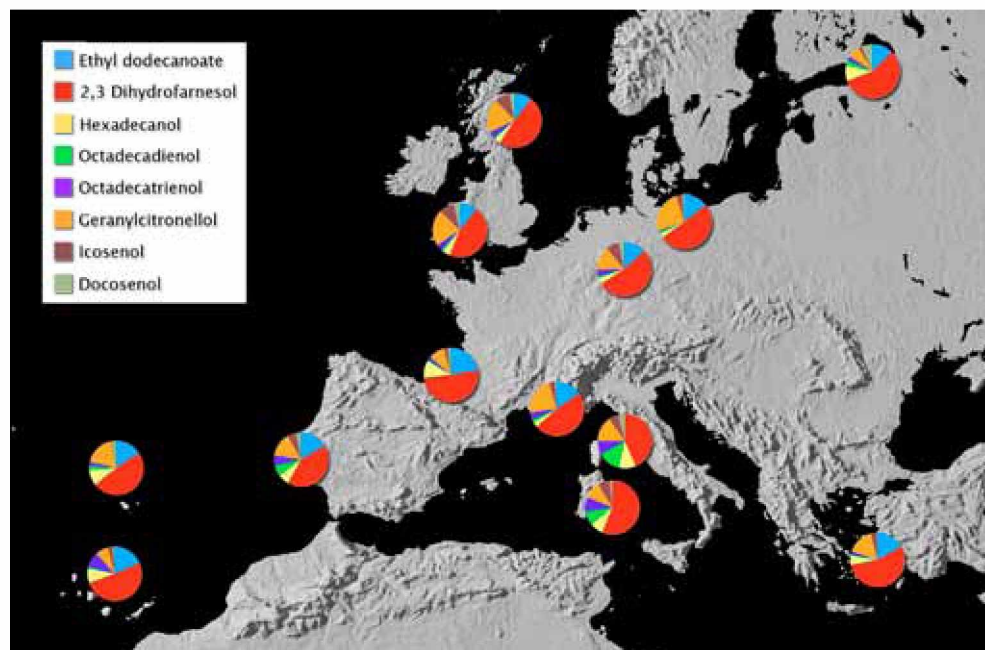 Ethyl dodecanoate
2,3 Dihydrofarnesol
Hexadecanol
Octadecadienol
Octadecatrienol
Geranylcitronellol
Icosenol
Docosenol